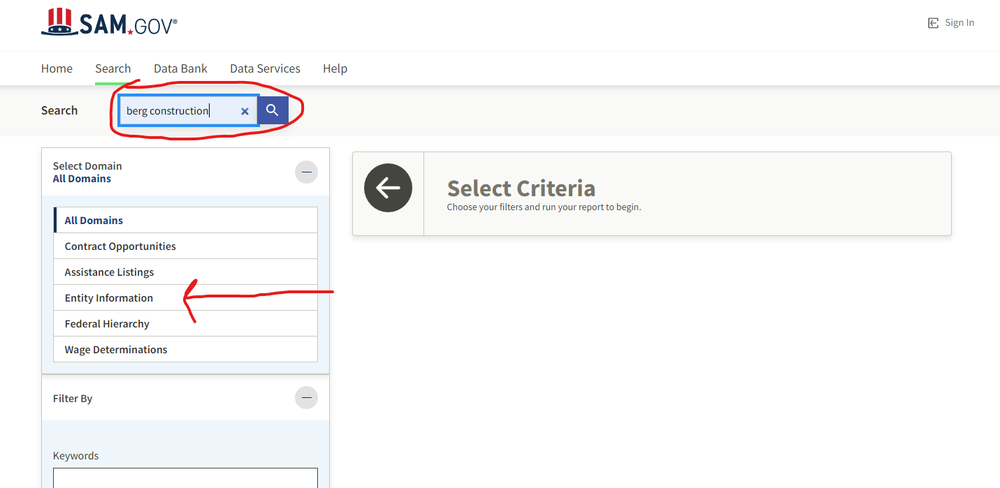 SAM.GOV®
Sign In
Home Search Data Bank Data Services Help
Search
berg construction
Select Domain
All Domains
All Domains
Contract Opportunities
Assistance Listings
Entity Information
Federal Hierarchy
Wage Determinations
Filter By
Keywords
Select Criteria
Choose your filters and run your report to begin.